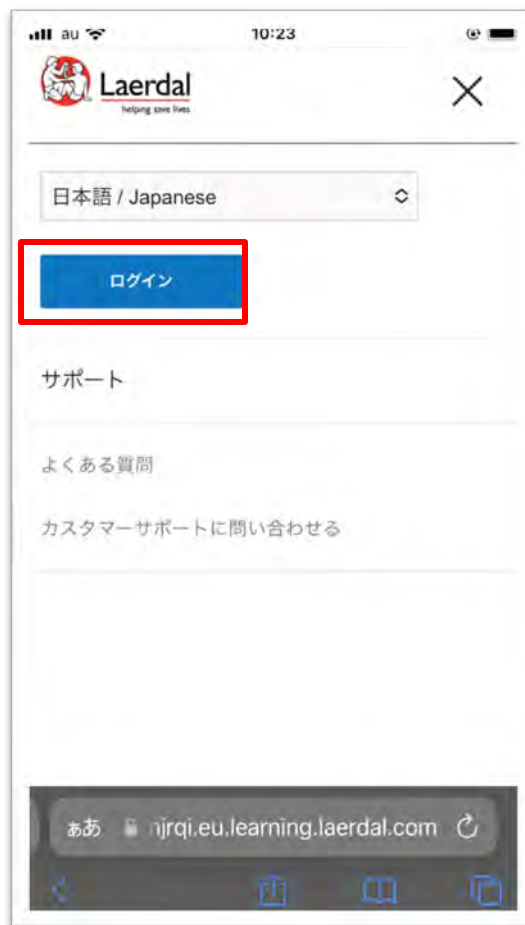 au 10:23
Laerdal
helping save lives
日本語 / Japanese
ログイン
サポート
よくある質問
カスタマーサポートに問い合わせる
ぁあ njrqi.eu.learning.laerdal.com